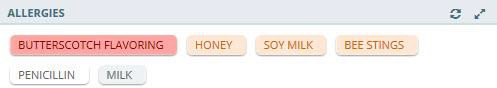 ALLERGIES
BUTTERSCOTCH FLAVORING HONEY SOY MILK BEE STINGS
PENICILLIN MILK